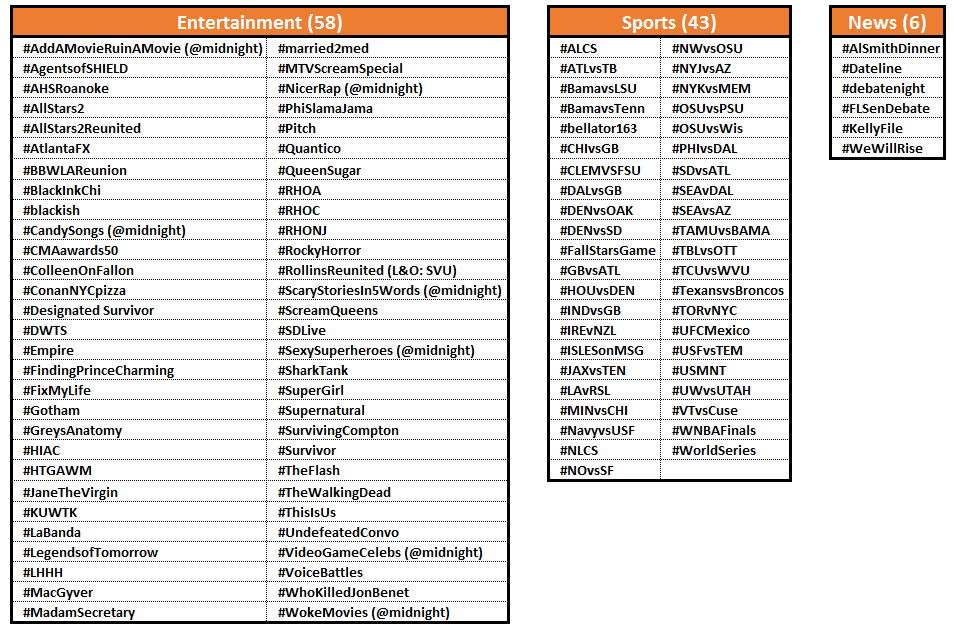 Entertainment (58)
#AddAMovieRuinAMovie (@midnight)
#AgentsofSHIELD
#AHSRoanoke
#AllStars2
#AllStars2Reunited
#AtlantaFX
#BBWLAReunion
#BlackInkChi
#blackish
#CandySongs (@midnight)
#CMAawards50
#ColleenOnFallon
#ConanNYCpizza
#Designated Survivor
#DWTS
#Empire
#FindingPrinceCharming
#FixMyLife
#Gotham
#GreysAnatomy
#HIAC
#HTGAWM
#JaneTheVirgin
#KUWTK
#LaBanda
#LegendsofTomorrow
#LHHH
#MacGyver
#MadamSecretary
#married2med
#MTVScreamSpecial
#NicerRap (@midnight)
#PhiSlamaJama
#Pitch
#Quantico
#QueenSugar
#RHOA
#RHOC
#RHONJ
#RockyHorror
#RollinsReunited (L&O: SVU)
#ScaryStoriesIn5Words (@midnight)
#ScreamQueens
#SDLive
#SexySuperheroes (@midnight)
#SharkTank
#SuperGirl
#Supernatural
#SurvivingCompton
#Survivor
#TheFlash
#TheWalkingDead
#ThisIsUs
#UndefeatedConvo
#VideoGameCelebs (@midnight)
#VoiceBattles
#WhoKilledJonBenet
#WokeMovies (@midnight)
Sports (43)
#ALCS
#ATLvsTB
#BamavsLSU
#BamavsTenn
#bellator163
#CHIvsGB
#CLEMVSFSU
#DALvsGB
#DENvsOAK
#DENvsSD
#FallStarsGame
#GBvsATL
#HOUvsDEN
#INDvsGB
#IREvNZL
#ISLESonMSG
#JAXvsTEN
#LAvRSL
#MINvsCHI
#NavyvsUSF
#NLCS
#NOvsSF
#NWvsOSU
#NYJvsAZ
#NYKvsMEM
#OSUvsPSU
#OSUvsWis
#PHIvsDAL
#SDvsATL
#SEAvDAL
#SEAvsAZ
#TAMUvsBAMA
#TBLvsOTT
#TCUvsWVU
#TexansvsBroncos
#TORvNYC
#UFCMexico
#USFvsTEM
#USMNT
#UWvsUTAH
#VTvsCuse
#WNBAFinals
#WorldSeries
News (6)
#AlSmithDinner
#Dateline
#debatenight
#FLSenDebate
#KellyFile
#WeWillRise